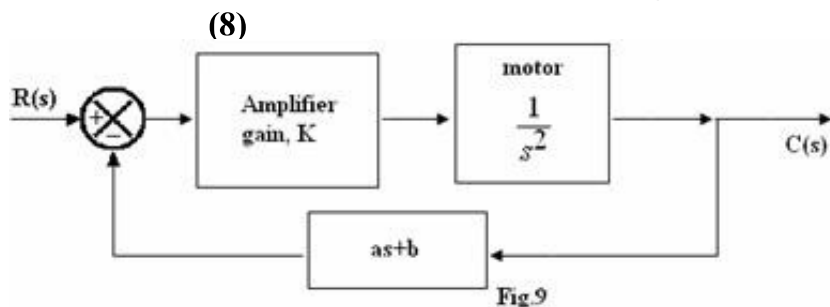 (8)
R(s)
+
−
Amplifier
gain, K
motor
1
s²
C(s)
as+b
Fig.9